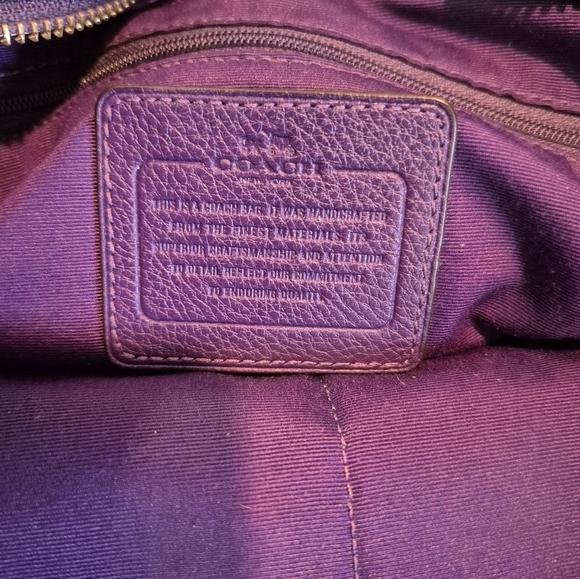 COACH
NEW YORK
THIS IS A COACH BAG. IT WAS HANDCRAFTED
FROM THE FINEST MATERIALS. ITS
SUPERIOR CRAFTSMANSHIP AND ATTENTION
TO DETAIL REFLECT OUR COMMITMENT
TO ENDURING QUALITY.